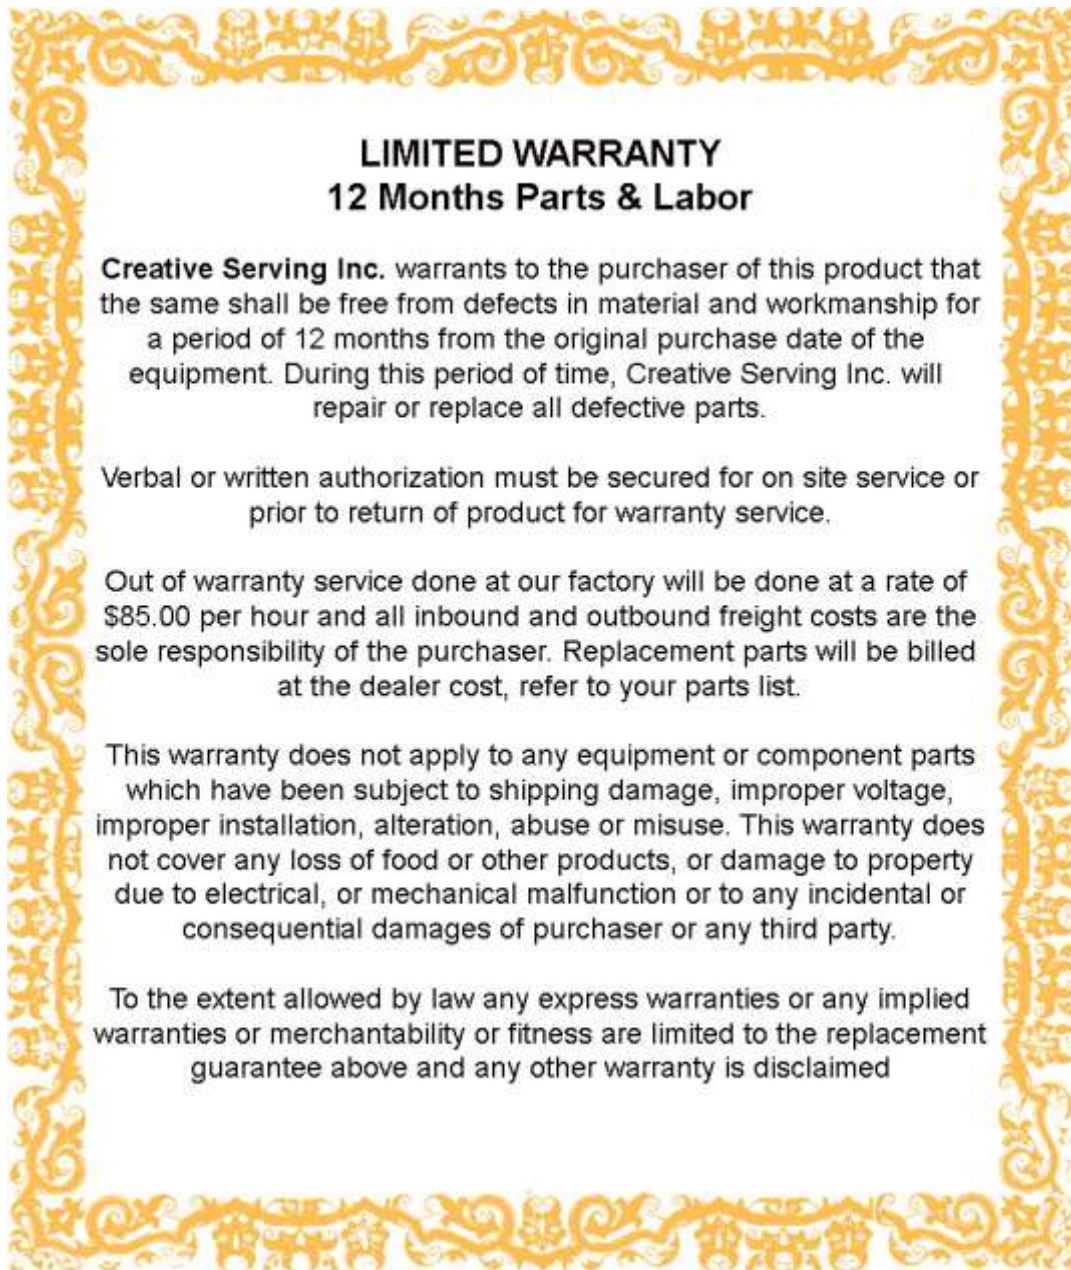 LIMITED WARRANTY
12 Months Parts & Labor
Creative Serving Inc. warrants to the purchaser of this product that
the same shall be free from defects in material and workmanship for
a period of 12 months from the original purchase date of the
equipment. During this period of time, Creative Serving Inc. will
repair or replace all defective parts.
Verbal or written authorization must be secured for on site service or
prior to return of product for warranty service.
Out of warranty service done at our factory will be done at a rate of
$85.00 per hour and all inbound and outbound freight costs are the
sole responsibility of the purchaser. Replacement parts will be billed
at the dealer cost, refer to your parts list.
This warranty does not apply to any equipment or component parts
which have been subject to shipping damage, improper voltage,
improper installation, alteration, abuse or misuse. This warranty does
not cover any loss of food or other products, or damage to property
due to electrical, or mechanical malfunction or to any incidental or
consequential damages of purchaser or any third party.
To the extent allowed by law any express warranties or any implied
warranties or merchantability or fitness are limited to the replacement
guarantee above and any other warranty is disclaimed